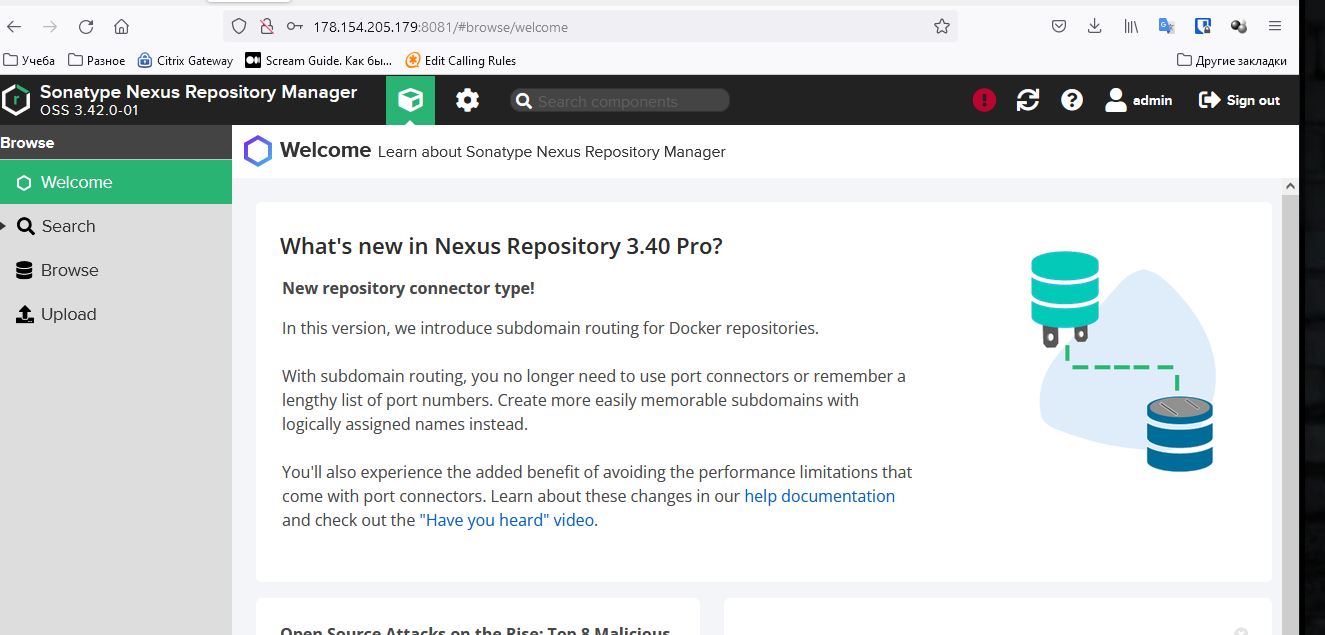 178.154.205.179:8081/#browse/welcome
Учеба Разное Citrix Gateway Scream Guide. Как бы... Edit Calling Rules Другие закладки
Sonatype Nexus Repository Manager
OSS 3.42.0-01
Search components
admin Sign out
Browse
Welcome Learn about Sonatype Nexus Repository Manager
Welcome
Search
Browse
Upload
What's new in Nexus Repository 3.40 Pro?
New repository connector type!
In this version, we introduce subdomain routing for Docker repositories.
With subdomain routing, you no longer need to use port connectors or remember a
lengthy list of port numbers. Create more easily memorable subdomains with
logically assigned names instead.
You'll also experience the added benefit of avoiding the performance limitations that
come with port connectors. Learn about these changes in our help documentation
and check out the "Have you heard" video.
Open Source Attacks on the Rise: Top 8 Malicious